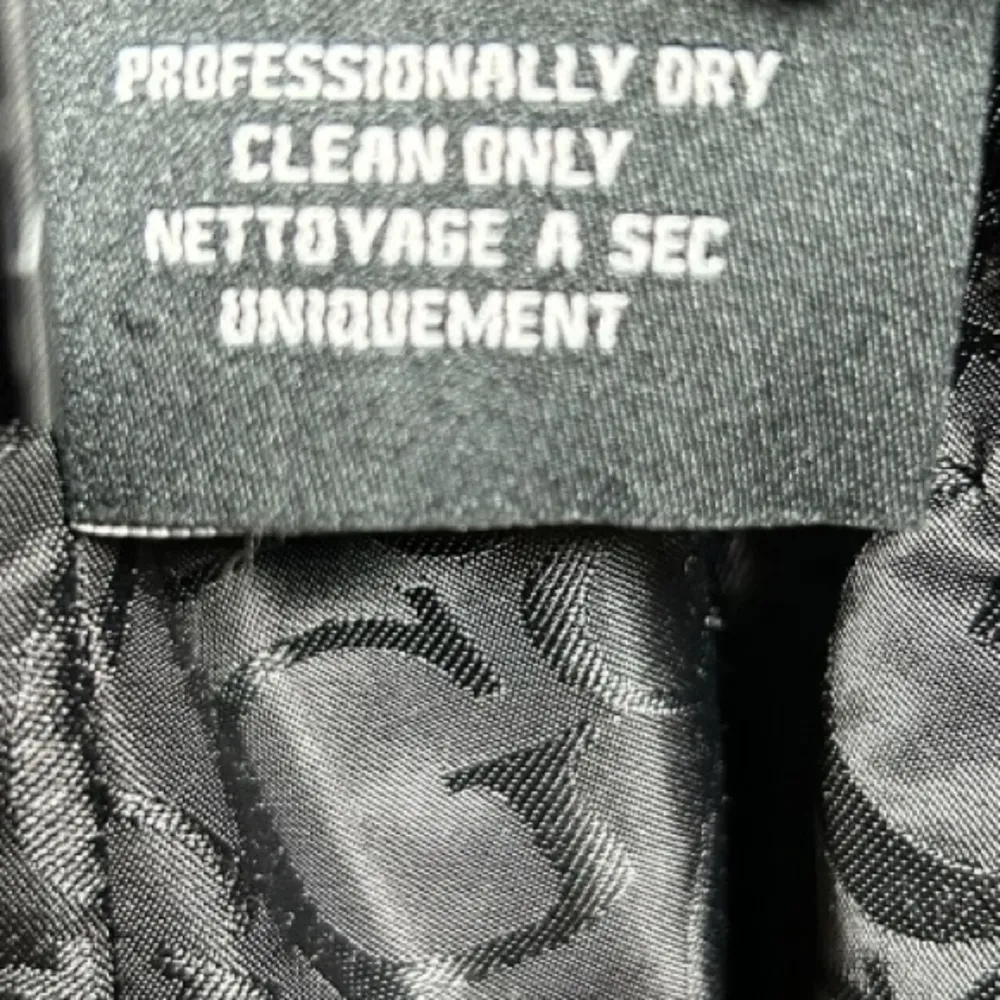 PROFESSIONALLY DRY
CLEAN ONLY
NETTOYAGE A SEC
UNIQUEMENT